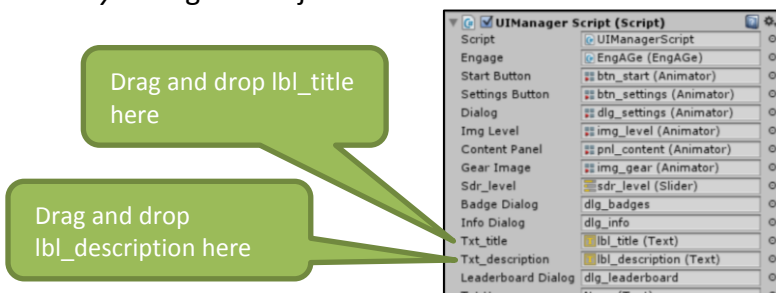 UIManager Script (Script)
Script UIManagerScript
Engage EngAGe (EngAGe)
Start Button btn_start (Animator)
Settings Button btn_settings (Animator)
Dialog dlg_settings (Animator)
Img Level img_level (Animator)
Content Panel pnl_content (Animator)
Gear Image img_gear (Animator)
Sdr_level sdr_level (Slider)
Badge Dialog dlg_badges
Info Dialog dlg_info
Txt_title lbl_title (Text)
Txt_description lbl_description (Text)
Leaderboard Dialog dlg_leaderboard
Drag and drop lbl_title
here
Drag and drop
lbl_description here